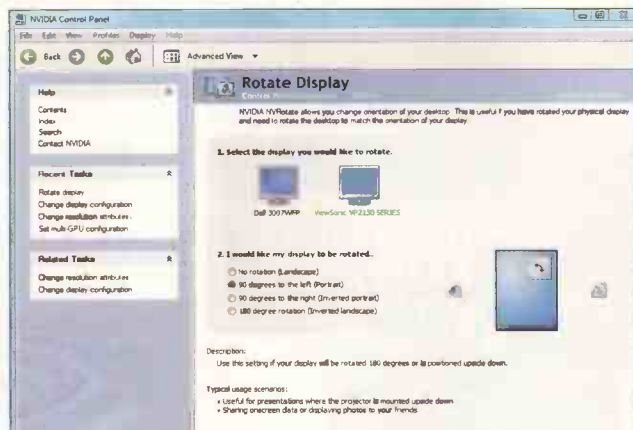 NVIDIA Control Panel
File Edit View Profiles Display Help
Back
Advanced View
Help
Contents
Index
Search
Contact NVIDIA
Recent Tasks
Rotate display
Change display configuration
Change resolution attributes
Set multi-GPU configuration
Related Tasks
Change resolution attributes
Change display configuration
Rotate Display
NVIDIA NVRotate allows you change orientation of your desktop. This is useful if you have rotated your physical display
and need to rotate the desktop to match the orientation of your display
1. Select the display you would like to rotate.
Dell 3007WFP
ViewSonic VP2130 SERIES
2. I would like my display to be rotated..
No rotation (Landscape)
90 degrees to the left (Portrait)
90 degrees to the right (Inverted portrait)
180 degree rotation (Inverted landscape)
Description:
Use this setting if your display will be rotated 180 degrees or is positioned upside down.
Typical usage scenarios:
• Useful for presentations where the projector is mounted upside down
• Sharing onscreen data or displaying photos to your friends